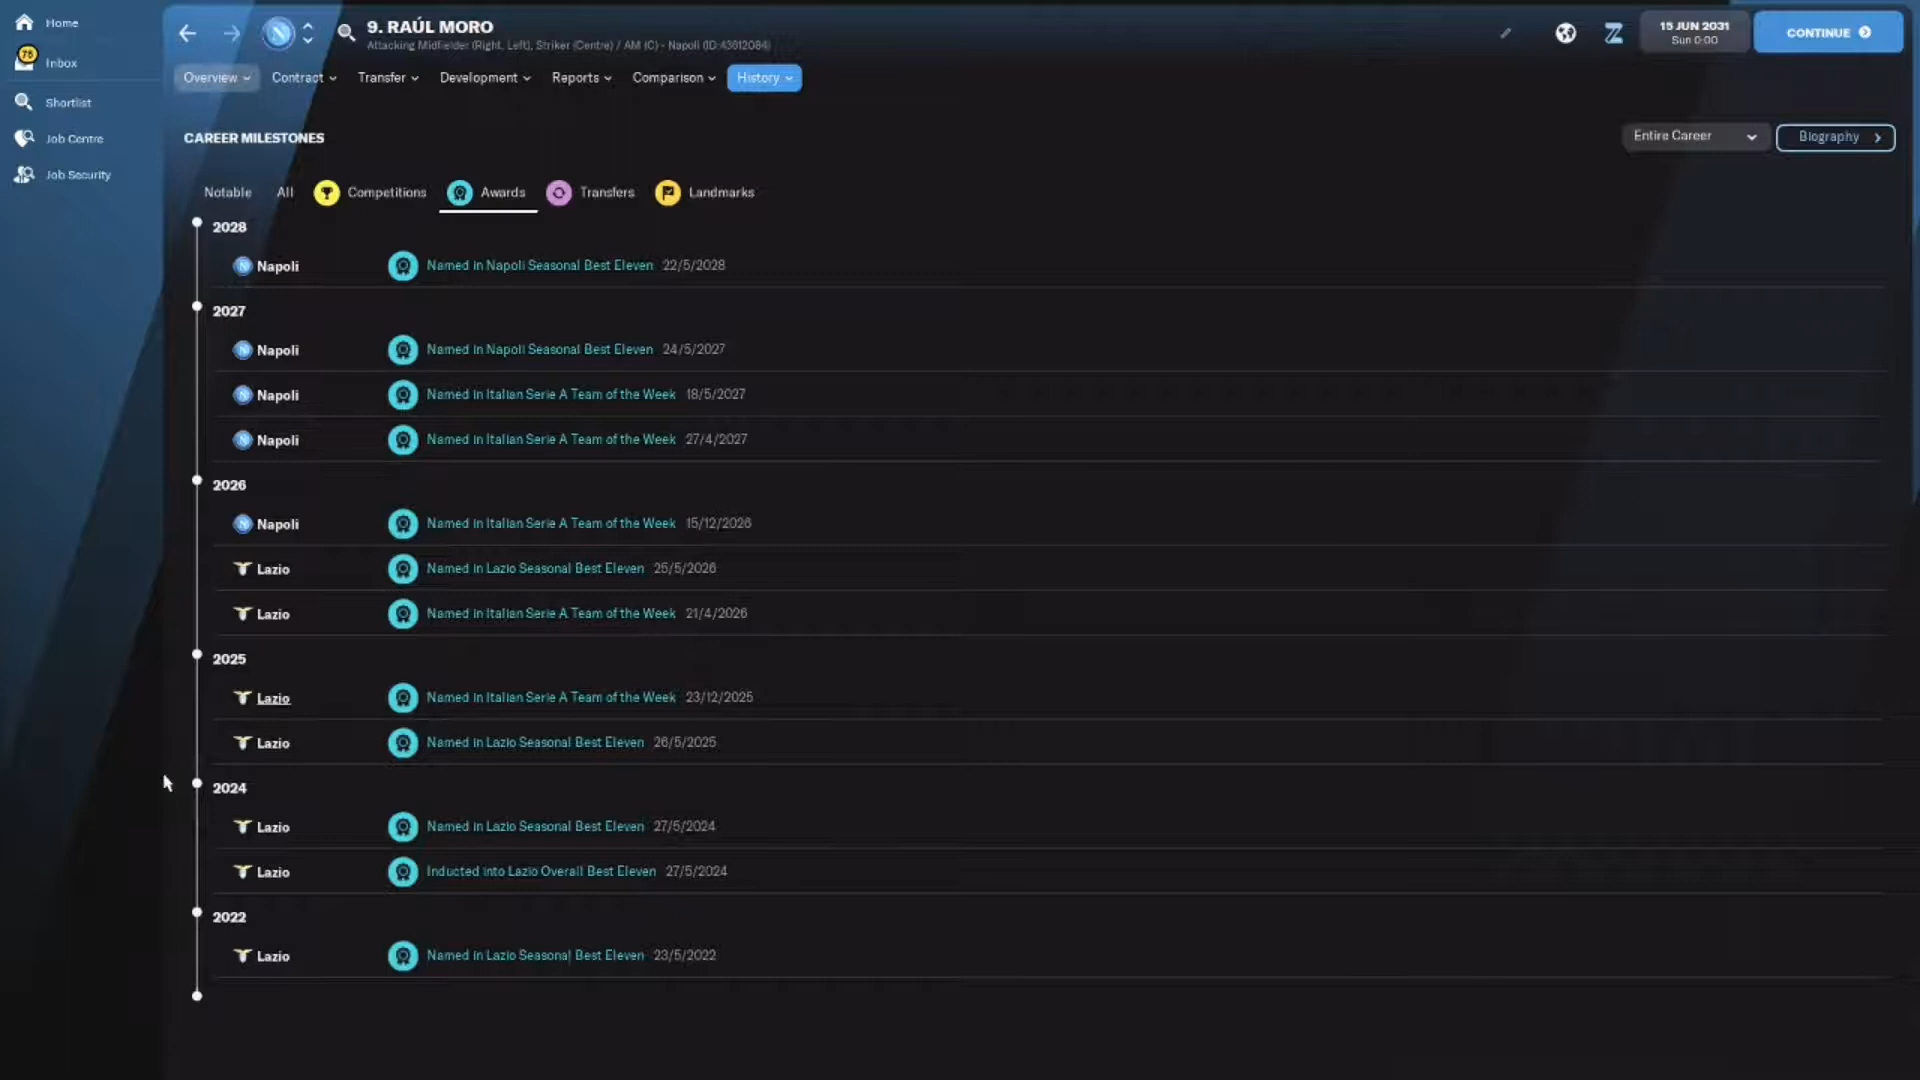 Home
75
Inbox
Shortlist
Job Centre
Job Security
9. RAÚL MORO
Attacking Midfielder (Right, Left), Striker (Centre) / AM (C) - Napoli (ID:43612084)
15 JUN 2031
Sun 0:00
CONTINUE
Overview
Contract
Transfer
Development
Reports
Comparison
History
CAREER MILESTONES
Entire Career
Biography
Notable
All
Competitions
Awards
Transfers
Landmarks
2028
Napoli Named in Napoli Seasonal Best Eleven 22/5/2028
2027
Napoli Named in Napoli Seasonal Best Eleven 24/5/2027
Napoli Named in Italian Serie A Team of the Week 18/5/2027
Napoli Named in Italian Serie A Team of the Week 27/4/2027
2026
Napoli Named in Italian Serie A Team of the Week 15/12/2026
Lazio Named in Lazio Seasonal Best Eleven 25/5/2026
Lazio Named in Italian Serie A Team of the Week 21/4/2026
2025
Lazio Named in Italian Serie A Team of the Week 23/12/2025
Lazio Named in Lazio Seasonal Best Eleven 26/5/2025
2024
Lazio Named in Lazio Seasonal Best Eleven 27/5/2024
Lazio Inducted into Lazio Overall Best Eleven 27/5/2024
2022
Lazio Named in Lazio Seasonal Best Eleven 23/5/2022